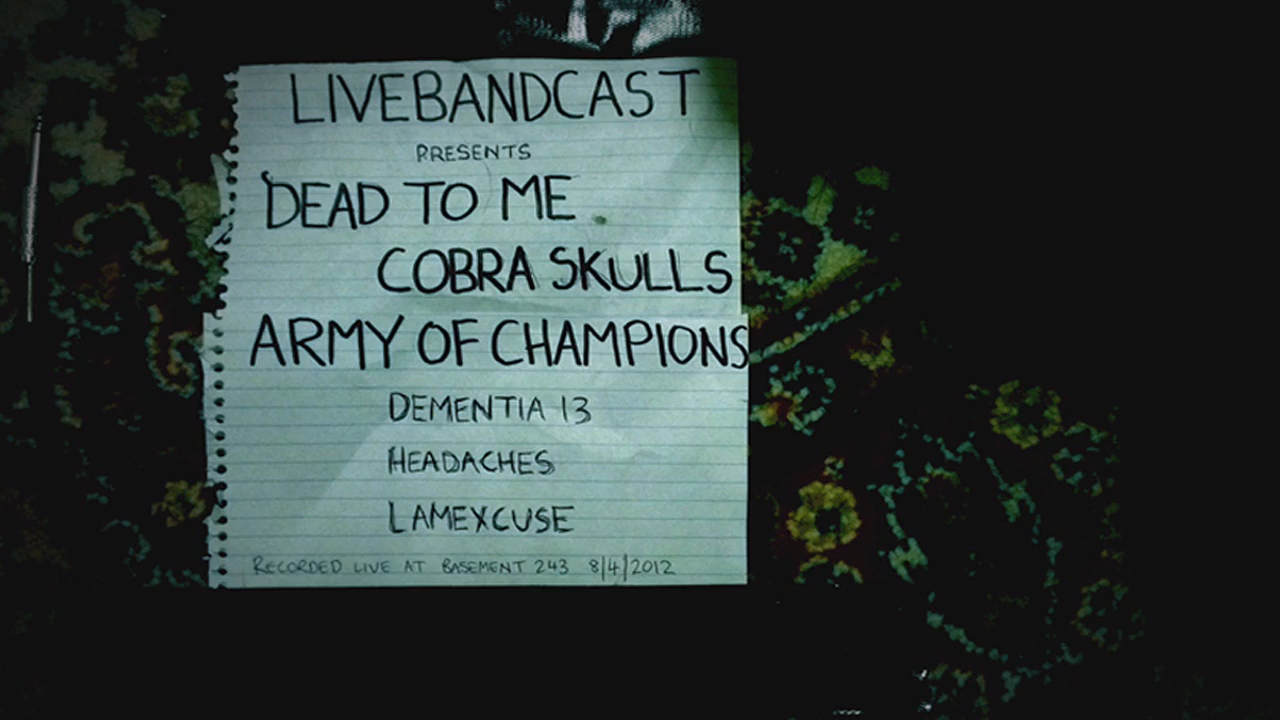 LIVEBANDCAST
PRESENTS
DEAD TO ME
COBRA SKULLS
ARMY OF CHAMPIONS
DEMENTIA 13
HEADACHES
LAMEXCUSE
RECORDED LIVE AT BASEMENT 243 8/4/2012